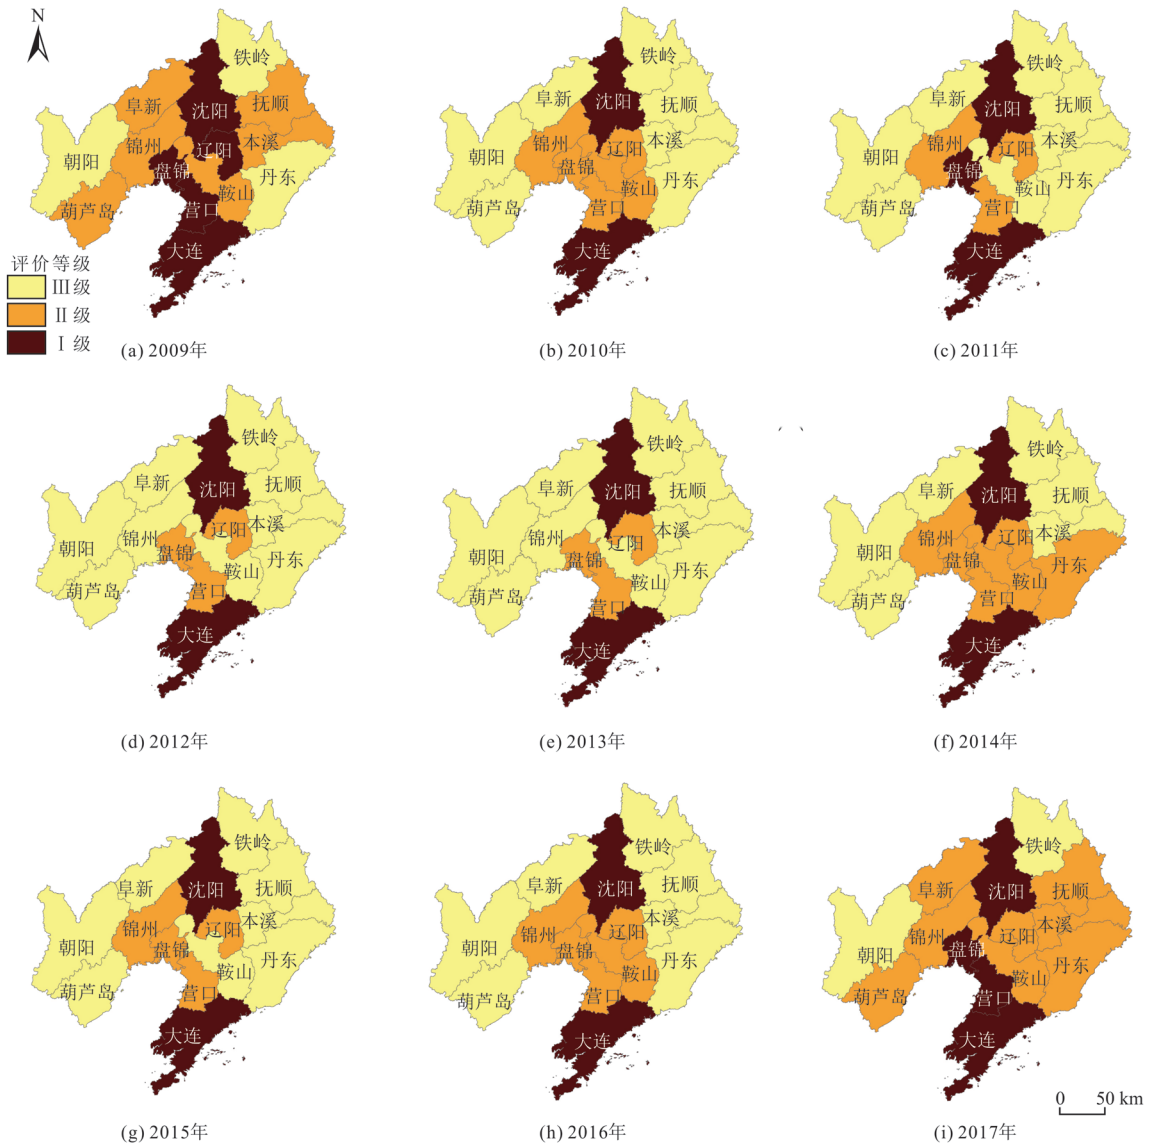 N
铁岭
阜新
沈阳
抚顺
锦州
辽阳
本溪
朝阳
盘锦
丹东
葫芦岛
营口
鞍山
大连
评价等级
III级
II级
I级
(a) 2009年
铁岭
阜新
沈阳
抚顺
锦州
辽阳
本溪
朝阳
盘锦
丹东
葫芦岛
营口
鞍山
大连
(b) 2010年
铁岭
阜新
沈阳
抚顺
锦州
辽阳
本溪
朝阳
盘锦
丹东
葫芦岛
营口
鞍山
大连
(c) 2011年
铁岭
阜新
沈阳
抚顺
锦州
辽阳
本溪
朝阳
盘锦
丹东
葫芦岛
营口
鞍山
大连
(d) 2012年
铁岭
阜新
沈阳
抚顺
锦州
辽阳
本溪
朝阳
盘锦
丹东
葫芦岛
营口
鞍山
大连
(e) 2013年
铁岭
阜新
沈阳
抚顺
锦州
辽阳
本溪
朝阳
盘锦
丹东
葫芦岛
营口
鞍山
大连
(f) 2014年
铁岭
阜新
沈阳
抚顺
锦州
辽阳
本溪
朝阳
盘锦
丹东
葫芦岛
营口
鞍山
大连
(g) 2015年
铁岭
阜新
沈阳
抚顺
锦州
辽阳
本溪
朝阳
盘锦
丹东
葫芦岛
营口
鞍山
大连
(h) 2016年
铁岭
阜新
沈阳
抚顺
锦州
辽阳
本溪
朝阳
盘锦
丹东
葫芦岛
营口
鞍山
大连
0 50 km
(i) 2017年